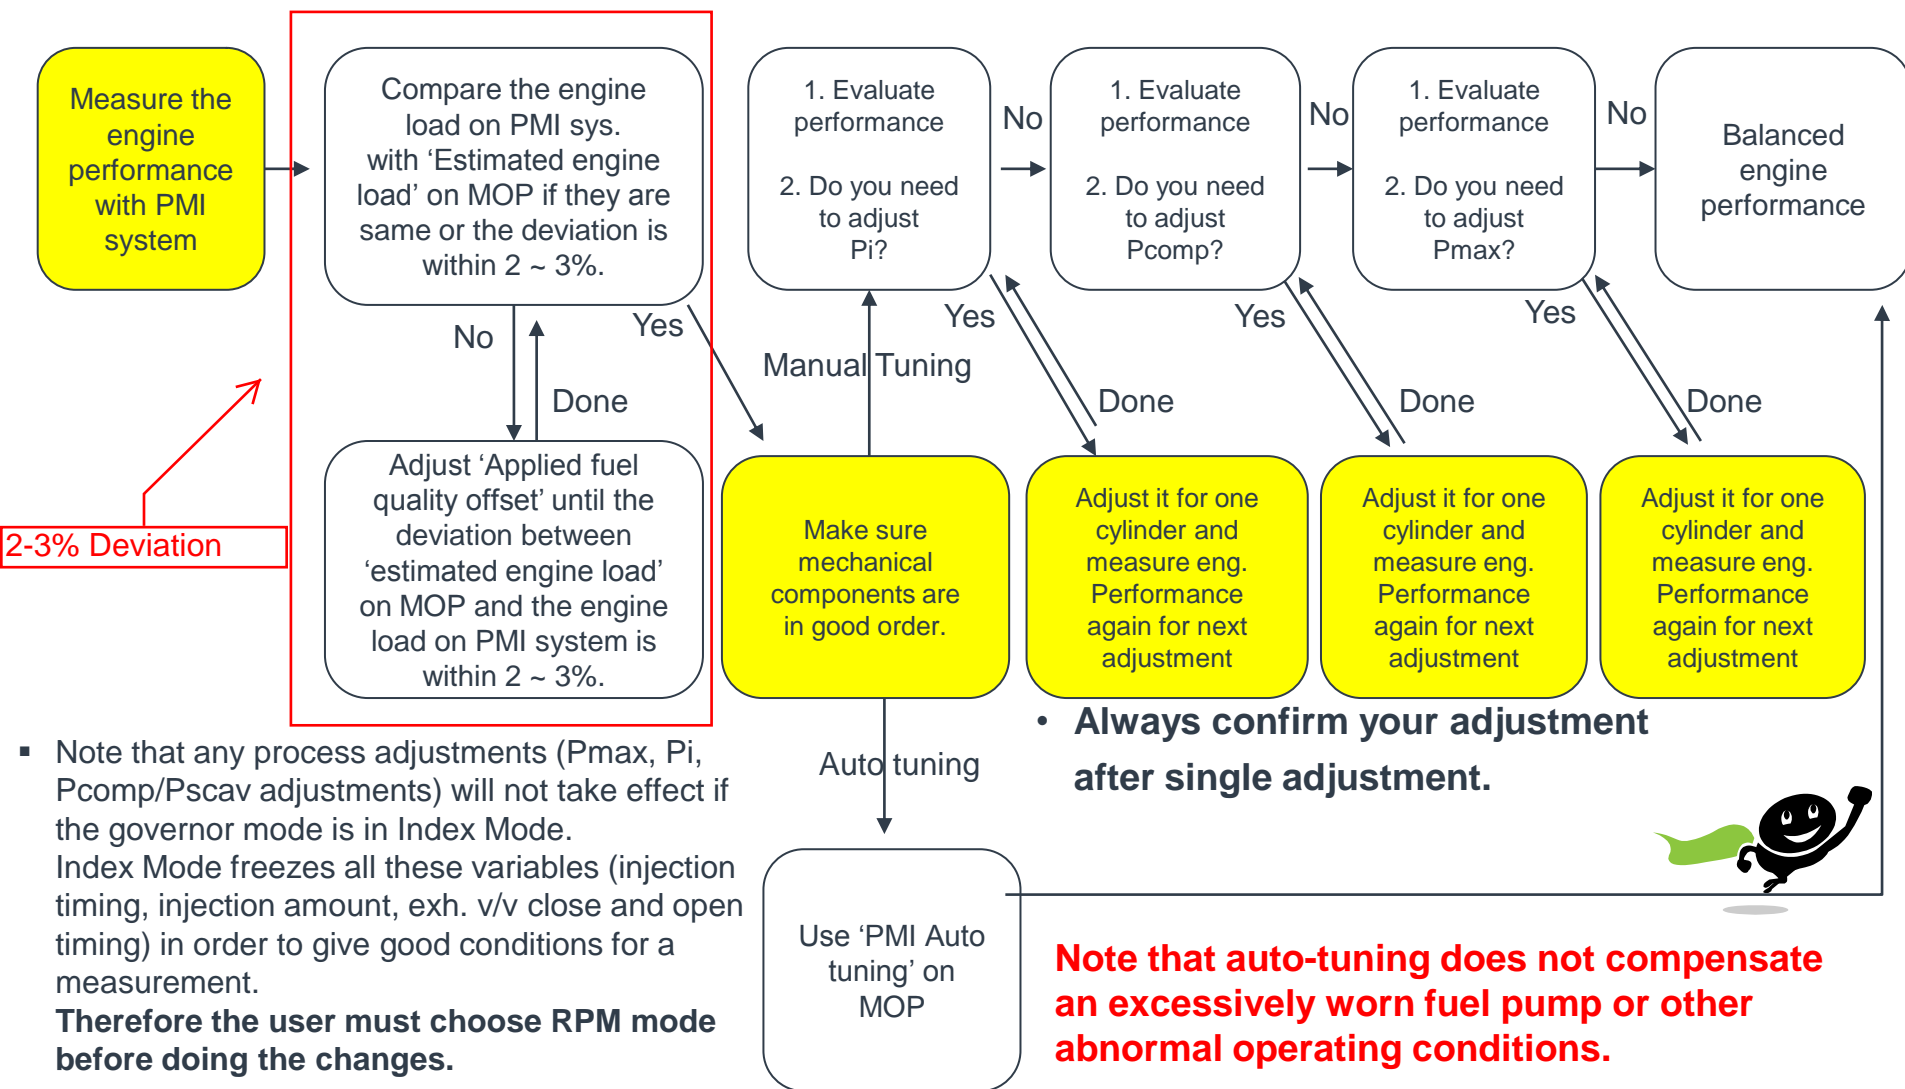 Measure the
engine
performance
with PMI
system
Compare the engine
load on PMI sys.
with ‘Estimated engine
load’ on MOP if they are
same or the deviation is
within 2 ~ 3%.
1. Evaluate
performance
2. Do you need
to adjust
Pi?
No
1. Evaluate
performance
2. Do you need
to adjust
Pcomp?
No
1. Evaluate
performance
2. Do you need
to adjust
Pmax?
No
Balanced
engine
performance
No
Yes
Done
Manual Tuning
Yes
Done
Yes
Done
Yes
Done
2-3% Deviation
Adjust ‘Applied fuel
quality offset’ until the
deviation between
‘estimated engine load’
on MOP and the engine
load on PMI system is
within 2 ~ 3%.
Make sure
mechanical
components are
in good order.
Adjust it for one
cylinder and
measure eng.
Performance
again for next
adjustment
Adjust it for one
cylinder and
measure eng.
Performance
again for next
adjustment
Adjust it for one
cylinder and
measure eng.
Performance
again for next
adjustment
▪ Note that any process adjustments (Pmax, Pi,
Pcomp/Pscav adjustments) will not take effect if
the governor mode is in Index Mode.
Index Mode freezes all these variables (injection
timing, injection amount, exh. v/v close and open
timing) in order to give good conditions for a
measurement.
Therefore the user must choose RPM mode
before doing the changes.
Auto tuning
• Always confirm your adjustment
after single adjustment.
Use ‘PMI Auto
tuning’ on
MOP
Note that auto-tuning does not compensate
an excessively worn fuel pump or other
abnormal operating conditions.